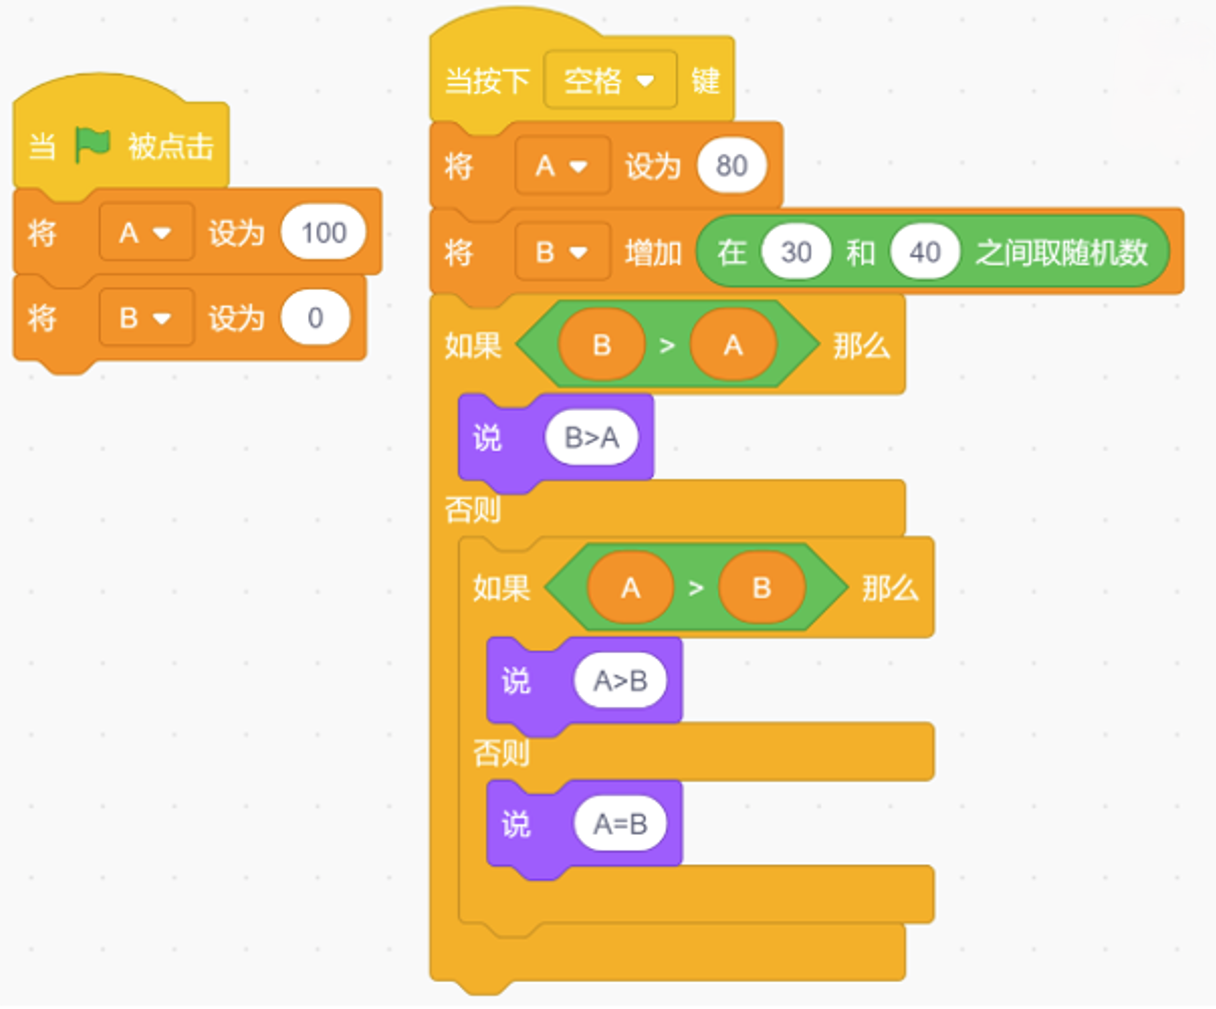 当 被点击
将 A 设为 100
将 B 设为 0
当按下 空格 键
将 A 设为 80
将 B 增加 在 30 和 40 之间取随机数
如果 B > A 那么
说 B>A
否则
如果 A > B 那么
说 A>B
否则
说 A=B